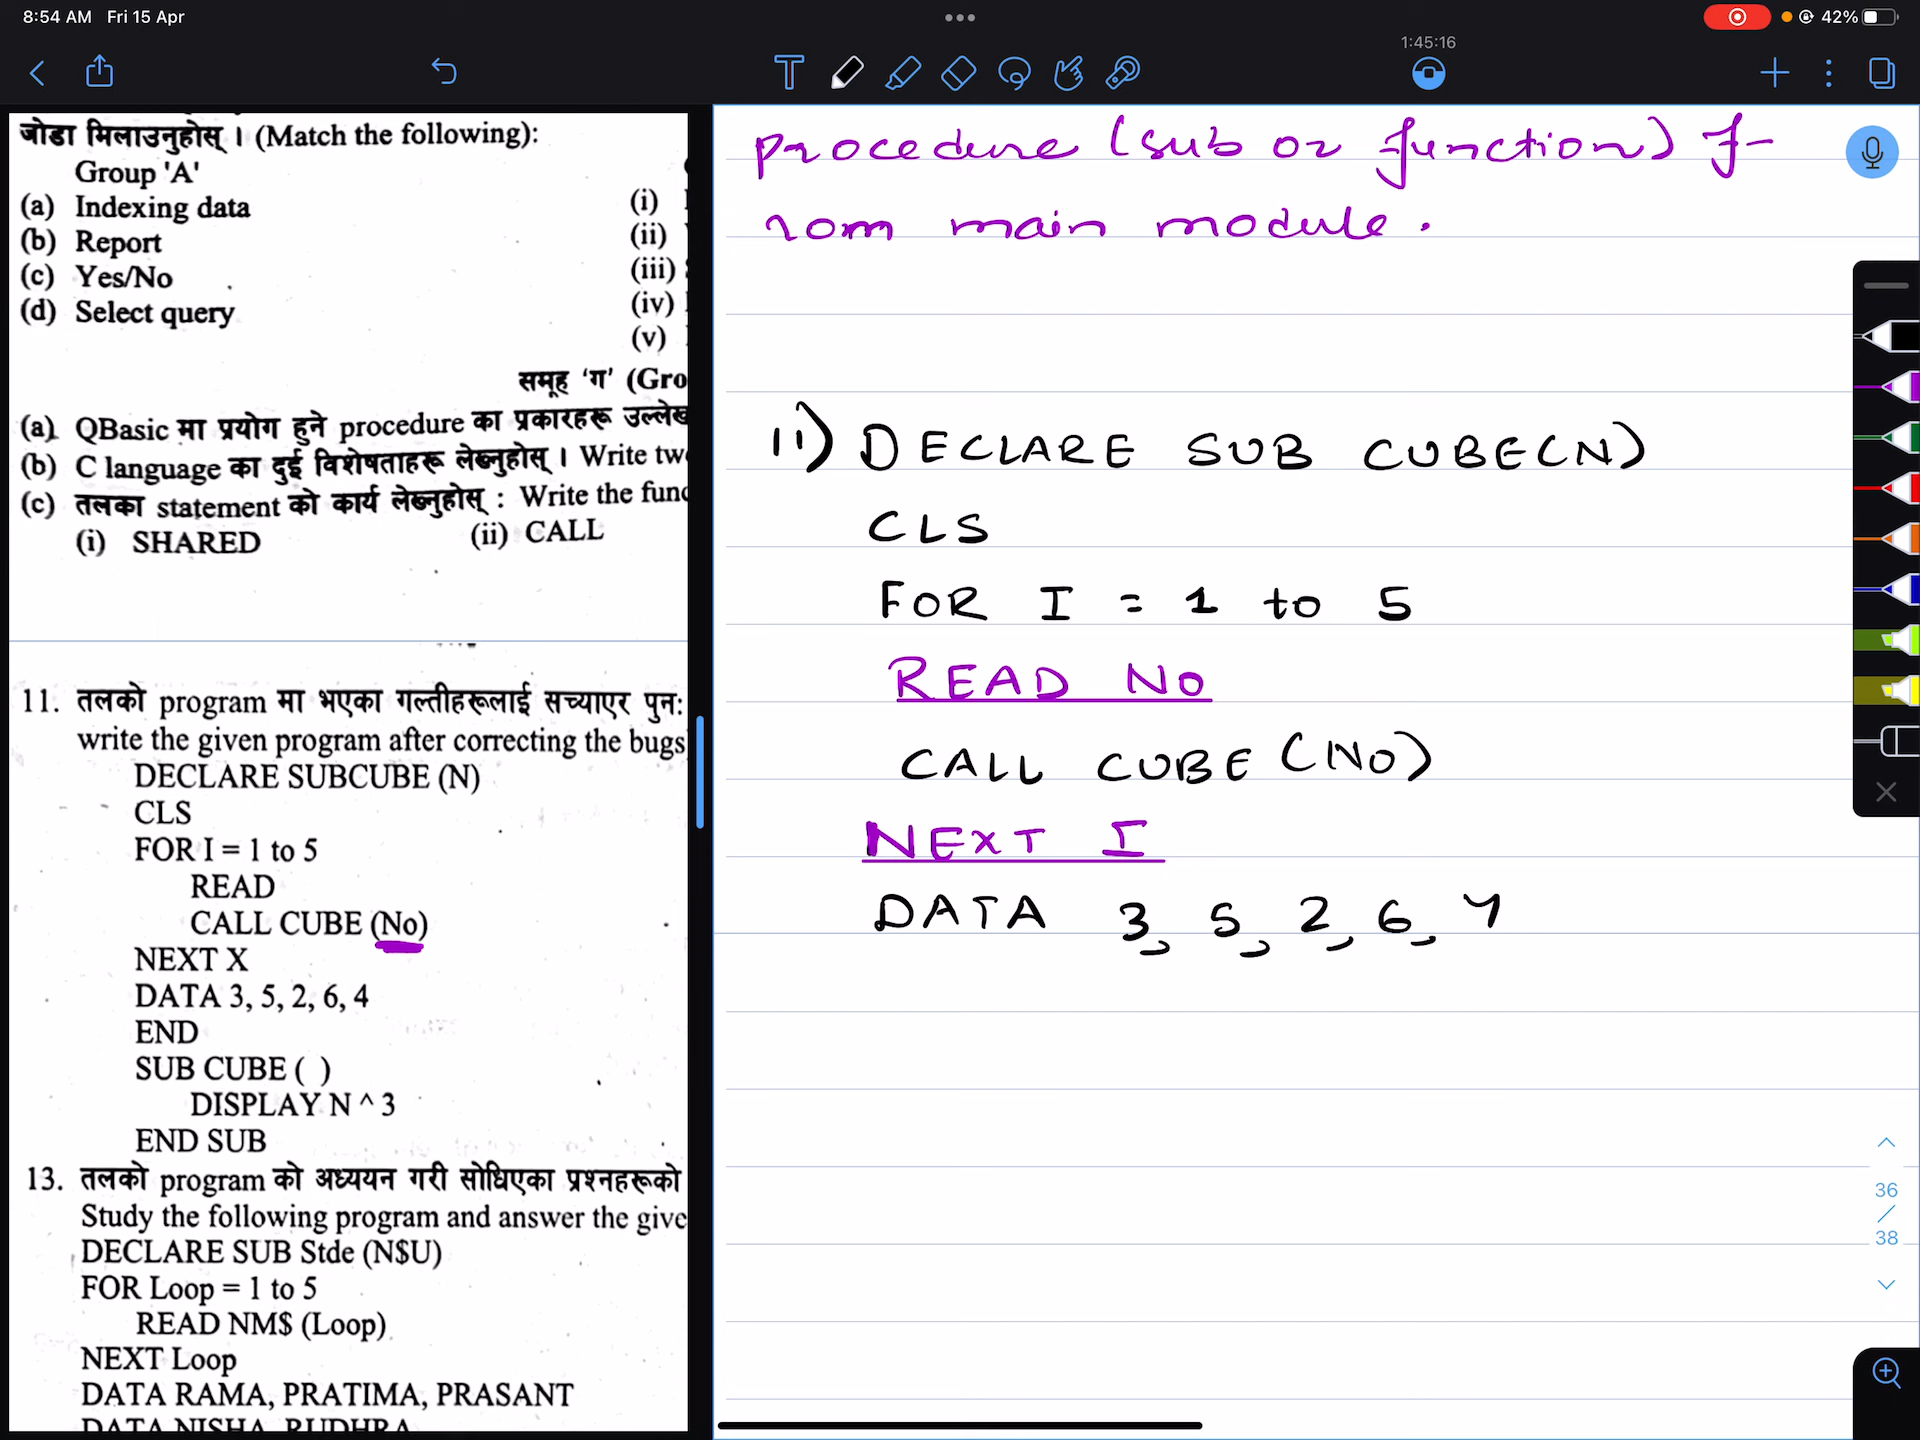 8:54 AM Fri 15 Apr
42%
1:45:16
जोडा मिलाउनुहोस् । (Match the following):
Group 'A'
(a) Indexing data
(b) Report
(c) Yes/No
(d) Select query
(i)
(ii)
(iii)
(iv)
(v)
समूह 'ग' (Gro
(a) QBasic मा प्रयोग हुने procedure का प्रकारहरू उल्लेख
(b) C language का दुई विशेषताहरू लेख्नुहोस् । Write tw
(c) तलका statement को कार्य लेख्नुहोस् : Write the func
(i) SHARED (ii) CALL
11. तलको program मा भएका गल्तीहरूलाई सच्याएर पुन:
write the given program after correcting the bugs
DECLARE SUBCUBE (N)
CLS
FOR I = 1 to 5
READ
CALL CUBE (No)
NEXT X
DATA 3, 5, 2, 6, 4
END
SUB CUBE ( )
DISPLAY N ^ 3
END SUB
13. तलको program को अध्ययन गरी सोधिएका प्रश्नहरूको
Study the following program and answer the give
DECLARE SUB Stde (N$U)
FOR Loop = 1 to 5
READ NM$ (Loop)
NEXT Loop
DATA RAMA, PRATIMA, PRASANT
DATA NISHA, RUDHRA
procedure (sub or function) f-
rom main module.
11) DECLARE SUB CUBE(N)
CLS
FOR I = 1 to 5
READ NO
CALL CUBE (NO)
NEXT I
DATA 3, 5, 2, 6, 4
36
/
38